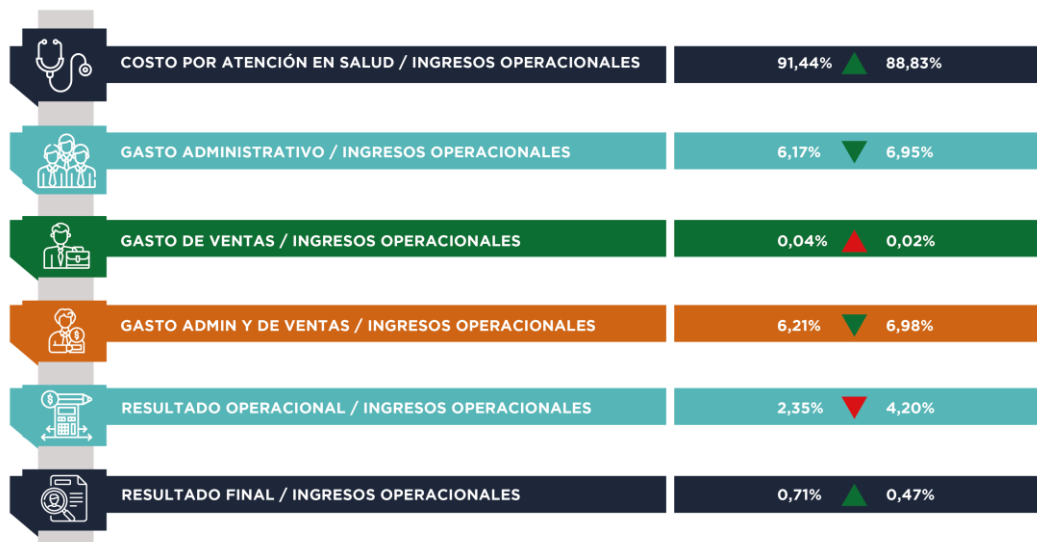 COSTO POR ATENCIÓN EN SALUD / INGRESOS OPERACIONALES 91,44% 88,83%
GASTO ADMINISTRATIVO / INGRESOS OPERACIONALES 6,17% 6,95%
GASTO DE VENTAS / INGRESOS OPERACIONALES 0,04% 0,02%
GASTO ADMIN Y DE VENTAS / INGRESOS OPERACIONALES 6,21% 6,98%
RESULTADO OPERACIONAL / INGRESOS OPERACIONALES 2,35% 4,20%
RESULTADO FINAL / INGRESOS OPERACIONALES 0,71% 0,47%